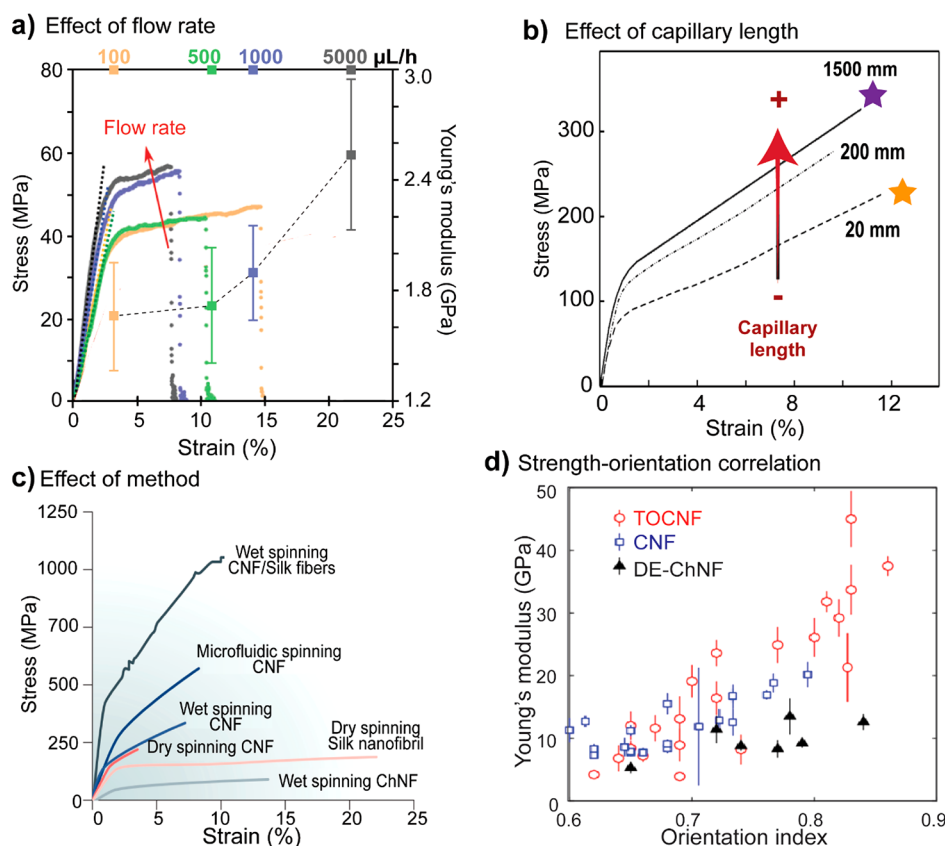 a) Effect of flow rate
100 500 1000 5000 µL/h
80
60
40
20
0
Stress (MPa)
Flow rate
3.0
2.4
1.8
1.2
Young's modulus (GPa)
0 5 10 15 20
Strain (%)
b) Effect of capillary length
1500 mm
200 mm
20 mm
+
-
Capillary
length
300
200
100
0
Stress (MPa)
0 4 8 12
Strain (%)
c) Effect of method
1250
1000
700
500
250
0
Stress (MPa)
Wet spinning
CNF/Silk fibers
Microfluidic spinning
CNF
Wet spinning
CNF
Dry spinning CNF
Dry spinning
Silk nanofibril
Wet spinning ChNF
0 5 10 15 20 25
Strain (%)
d) Strength-orientation correlation
50
40
30
20
10
0
Young's modulus (GPa)
TOCNF
CNF
DE-ChNF
0.6 0.7 0.8 0.9
Orientation index